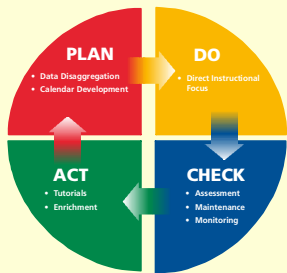 PLAN
• Data Disaggregation
• Calendar Development
DO
• Direct Instructional
Focus
ACT
• Tutorials
• Enrichment
CHECK
• Assessment
• Maintenance
• Monitoring